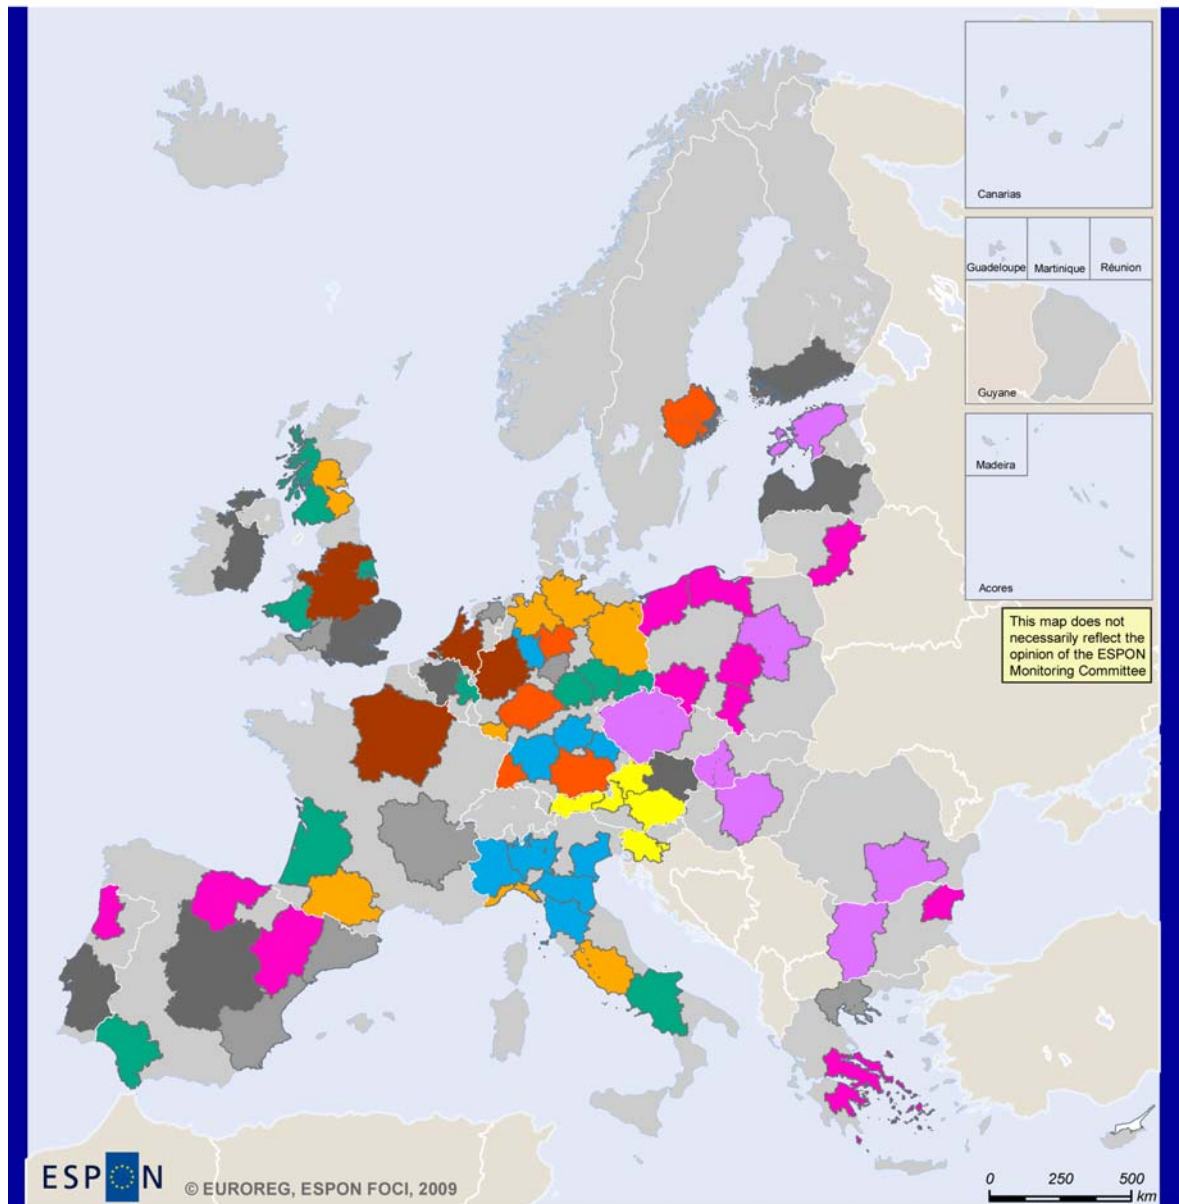 Canarias
Guadeloupe
Martinique
Réunion
Guyane
Madeira
Acores
This map does not
necessarily reflect the
opinion of the ESPON
Monitoring Committee
ESPON
© EUROREG, ESPON FOCI, 2009
0 250 500
km